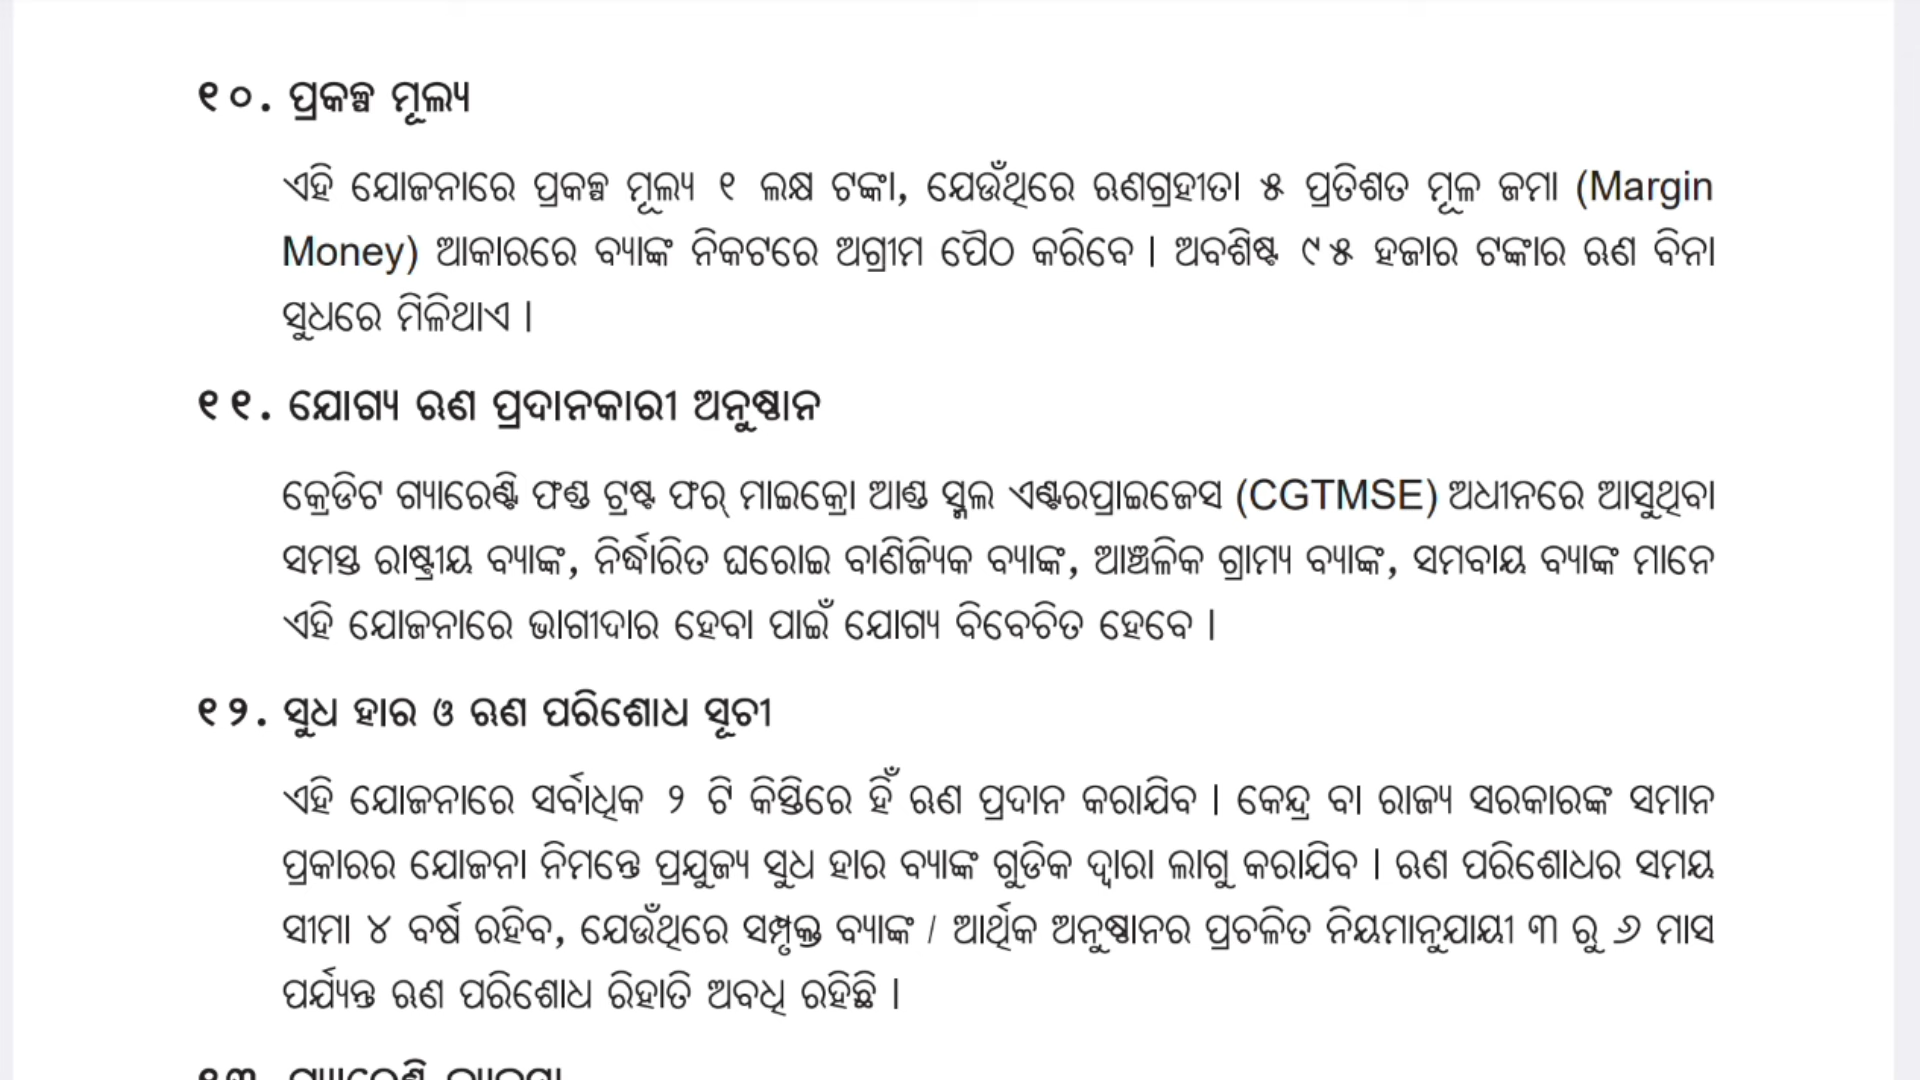 ୧୦. ପ୍ରକଳ୍ପ ମୂଲ୍ୟ
ଏହି ଯୋଜନାରେ ପ୍ରକଳ୍ପ ମୂଲ୍ୟ ୧ ଲକ୍ଷ ଟଙ୍କା, ଯେଉଁଥିରେ ଋଣଗ୍ରହୀତା ୫ ପ୍ରତିଶତ ମୂଳ ଜମା (Margin
Money) ଆକାରରେ ବ୍ୟାଙ୍କ ନିକଟରେ ଅଗ୍ରୀମ ପୈଠ କରିବେ । ଅବଶିଷ୍ଟ ୯୫ ହଜାର ଟଙ୍କାର ଋଣ ବିନା
ସୁଧରେ ମିଳିଥାଏ ।
୧୧. ଯୋଗ୍ୟ ଋଣ ପ୍ରଦାନକାରୀ ଅନୁଷ୍ଠାନ
କ୍ରେଡିଟ ଗ୍ୟାରେଣ୍ଟି ଫଣ୍ଡ ଟ୍ରଷ୍ଟ ଫର୍ ମାଇକ୍ରୋ ଆଣ୍ଡ ସ୍ମଲ ଏଣ୍ଟରପ୍ରାଇଜେସ (CGTMSE) ଅଧୀନରେ ଆସୁଥିବା
ସମସ୍ତ ରାଷ୍ଟ୍ରୀୟ ବ୍ୟାଙ୍କ, ନିର୍ଦ୍ଧାରିତ ଘରୋଇ ବାଣିଜ୍ୟିକ ବ୍ୟାଙ୍କ, ଆଞ୍ଚଳିକ ଗ୍ରାମ୍ୟ ବ୍ୟାଙ୍କ, ସମବାୟ ବ୍ୟାଙ୍କ ମାନେ
ଏହି ଯୋଜନାରେ ଭାଗୀଦାର ହେବା ପାଇଁ ଯୋଗ୍ୟ ବିବେଚିତ ହେବେ ।
୧୨. ସୁଧ ହାର ଓ ଋଣ ପରିଶୋଧ ସୂଚୀ
ଏହି ଯୋଜନାରେ ସର୍ବାଧିକ ୨ ଟି କିସ୍ତିରେ ହିଁ ଋଣ ପ୍ରଦାନ କରାଯିବ । କେନ୍ଦ୍ର ବା ରାଜ୍ୟ ସରକାରଙ୍କ ସମାନ
ପ୍ରକାରର ଯୋଜନା ନିମନ୍ତେ ପ୍ରଯୁଜ୍ୟ ସୁଧ ହାର ବ୍ୟାଙ୍କ ଗୁଡିକ ଦ୍ୱାରା ଲାଗୁ କରାଯିବ । ଋଣ ପରିଶୋଧର ସମୟ
ସୀମା ୪ ବର୍ଷ ରହିବ, ଯେଉଁଥିରେ ସମ୍ପୃକ୍ତ ବ୍ୟାଙ୍କ / ଆର୍ଥିକ ଅନୁଷ୍ଠାନର ପ୍ରଚଳିତ ନିୟମାନୁଯାୟୀ ୩ ରୁ ୬ ମାସ
ପର୍ଯ୍ୟନ୍ତ ଋଣ ପରିଶୋଧ ରିହାତି ଅବଧି ରହିଛି ।